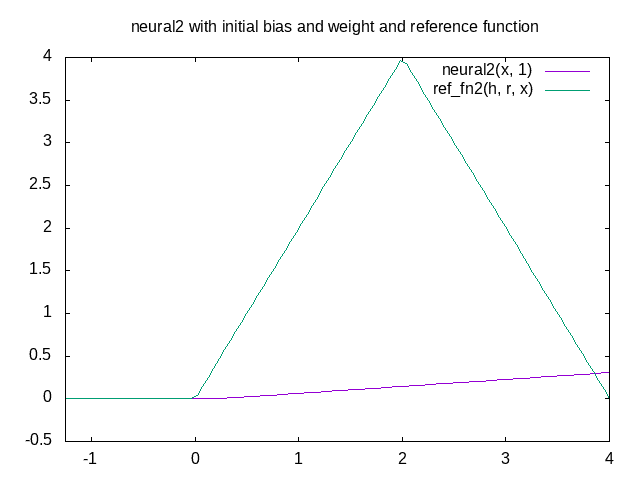 neural2 with initial bias and weight and reference function
neural2(x, 1)
ref_fn2(h, r, x)
4
3.5
3
2.5
2
1.5
1
0.5
0
-0.5
-1 0 1 2 3 4